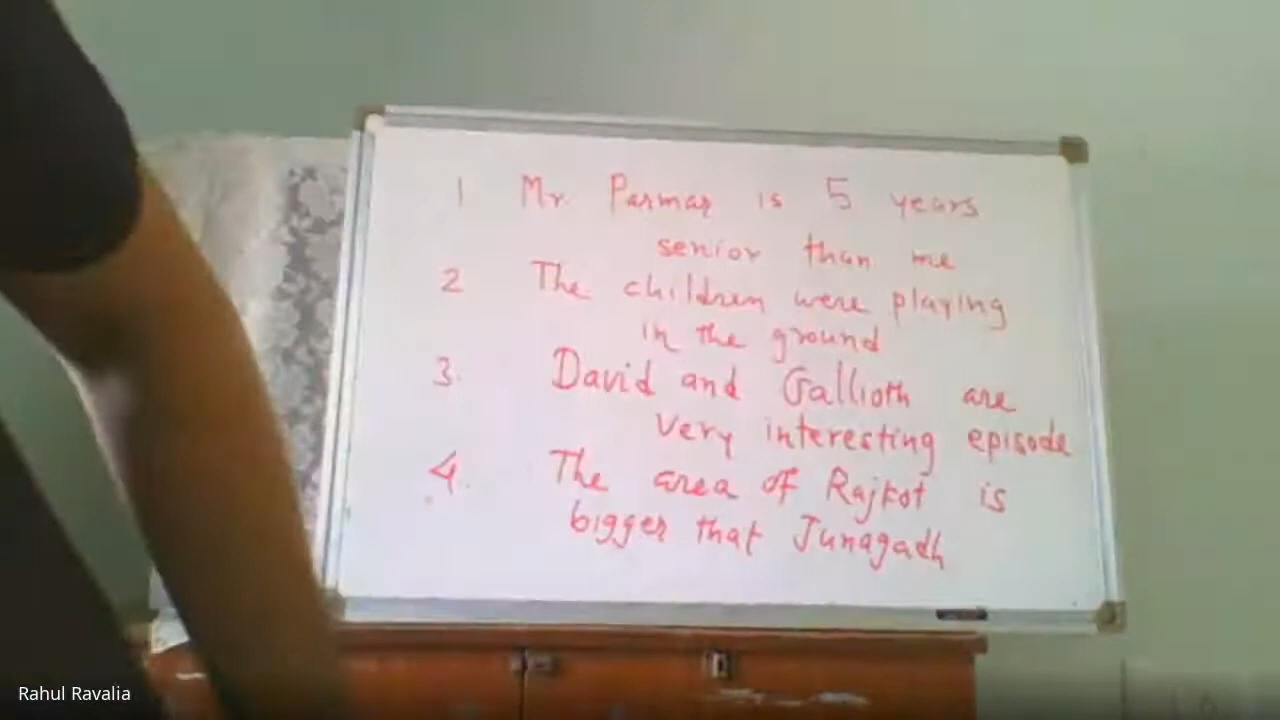 1 Mr. Parmar is 5 years
senior than me
2 The children were playing
in the ground
3. David and Gallioth are
very interesting episode
4. The area of Rajkot is
bigger that Junagadh
Rahul Ravalia